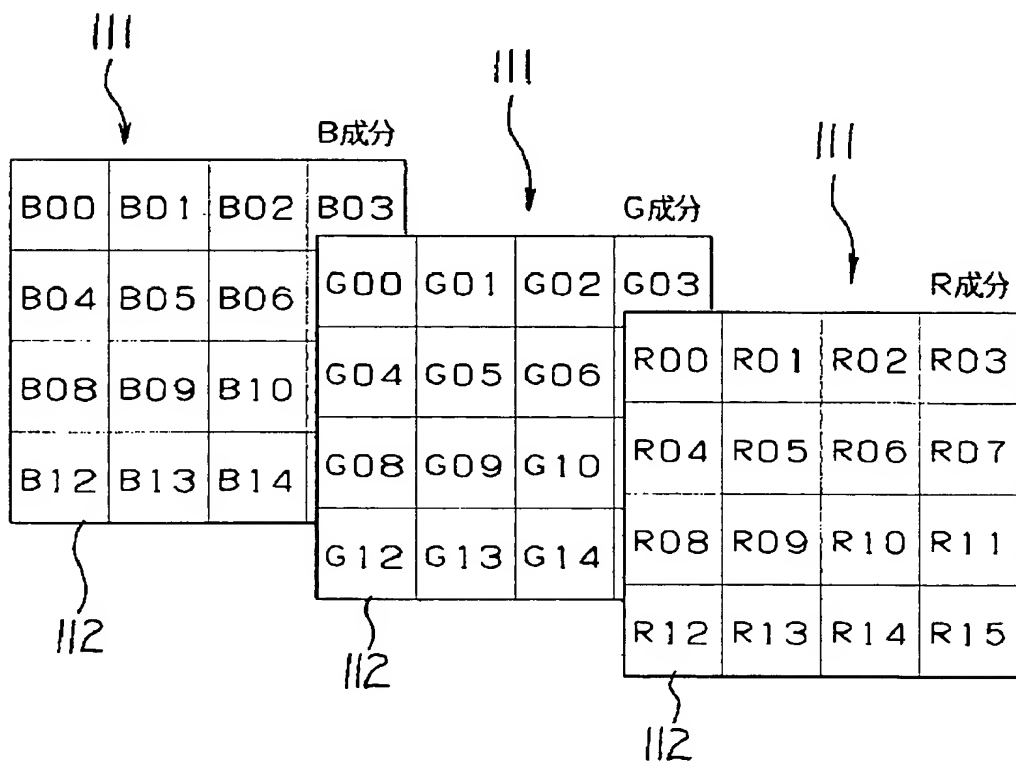 111
111
111
B成分
B00 B01 B02 B03
B04 B05 B06
B08 B09 B10
B12 B13 B14
112
G成分
G00 G01 G02 G03
G04 G05 G06
G08 G09 G10
G12 G13 G14
112
R成分
R00 R01 R02 R03
R04 R05 R06 R07
R08 R09 R10 R11
R12 R13 R14 R15
112